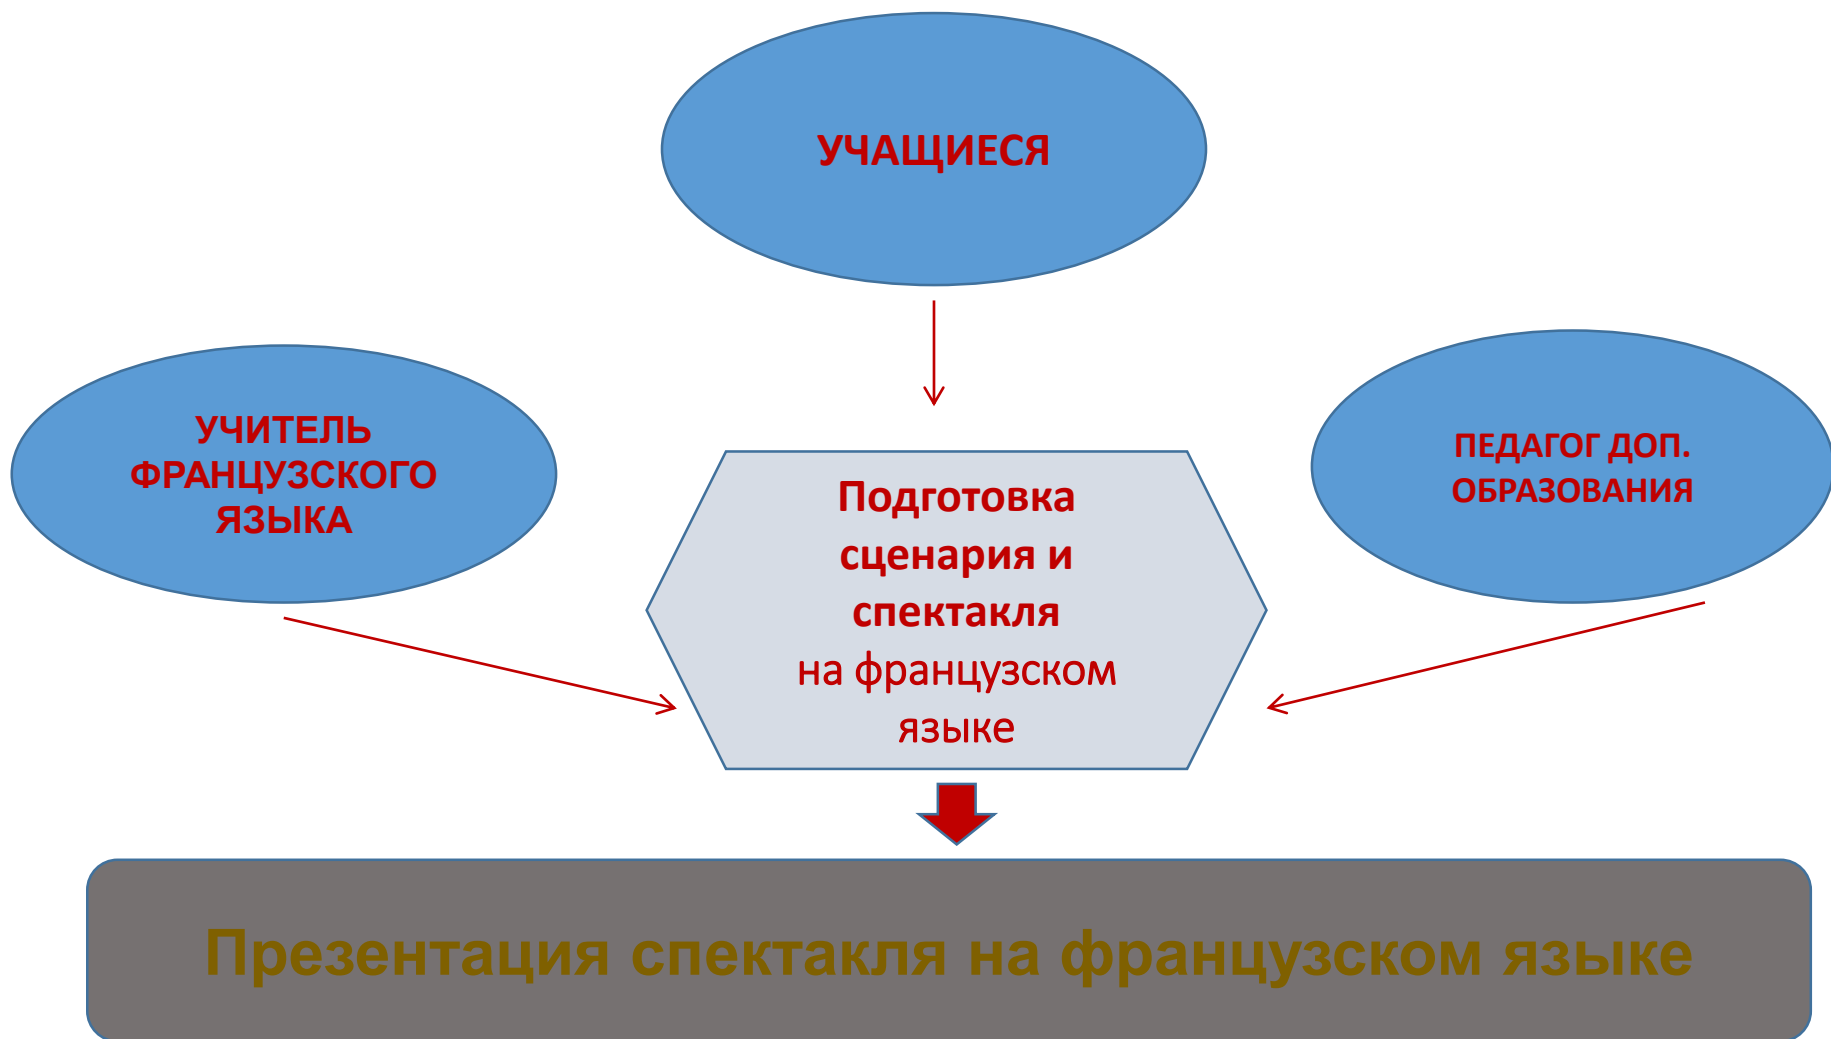 УЧАЩИЕСЯ
УЧИТЕЛЬ
ФРАНЦУЗСКОГО
ЯЗЫКА
ПЕДАГОГ ДОП.
ОБРАЗОВАНИЯ
Подготовка
сценария и
спектакля
на французском
языке
Презентация спектакля на французском языке